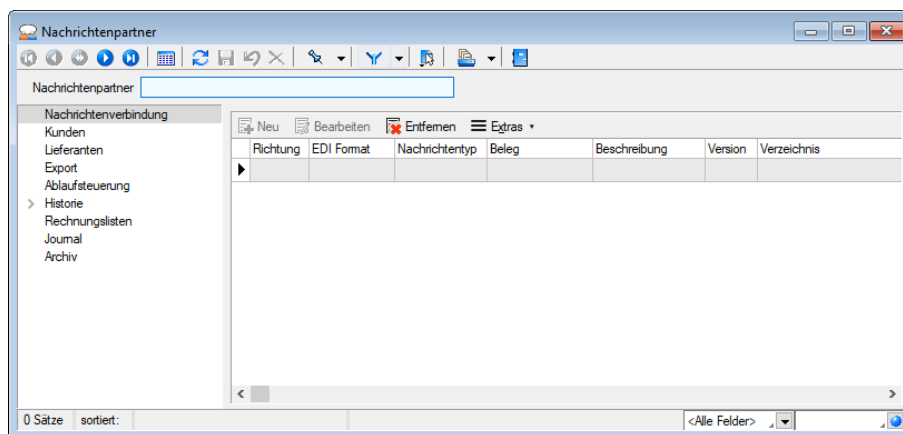 Nachrichtenpartner
Nachrichtenpartner
Nachrichtenverbindung
Kunden
Lieferanten
Export
Ablaufsteuerung
Historie
Rechnungslisten
Journal
Archiv
Neu Bearbeiten Entfernen Extras
Richtung EDI Format Nachrichtentyp Beleg Beschreibung Version Verzeichnis
0 Sätze sortiert: <Alle Felder>